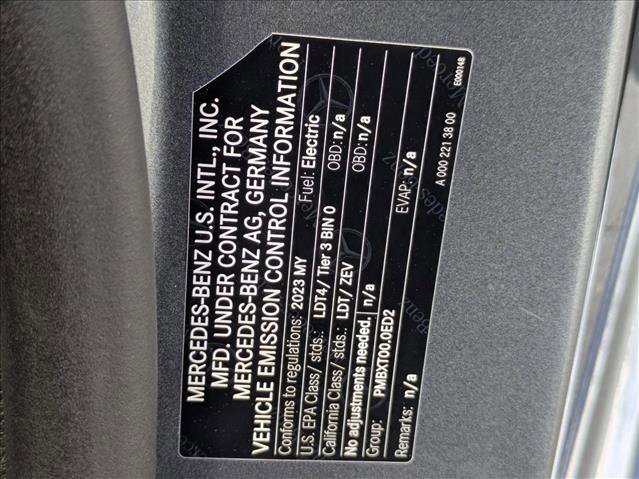 MERCEDES-BENZ U.S. INTL., INC.
MFD. UNDER CONTRACT FOR
MERCEDES-BENZ AG, GERMANY
VEHICLE EMISSION CONTROL INFORMATION
Conforms to regulations: 2023 MY Fuel: Electric
U.S. EPA Class/ stds.: LDT4/ Tier 3 BIN 0 OBD: n/a
California Class/ stds.: LDT/ ZEV OBD: n/a
No adjustments needed. n/a
Group: PMBXT00.0ED2 EVAP: n/a
Remarks: n/a
A 000 221 38 00
E000148